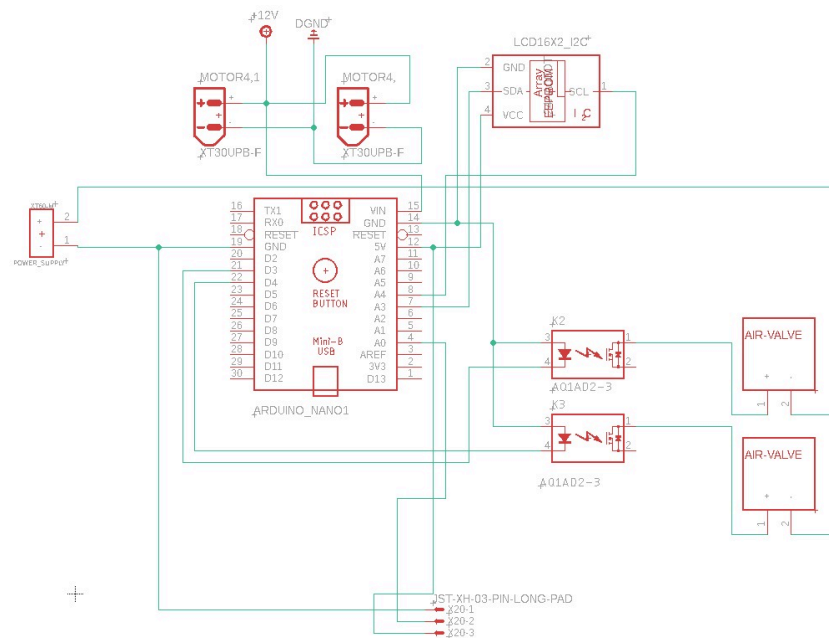 +12V
DGND
LCD16X2_I2C
MOTOR4,1
MOTOR4,
XT30UPB-F
XT30UPB-F
2 GND
3 SDA
4 VCC
SCL 1
Array
EEPROM
I2C
2
1
POWER_SUPPLY
16 TX1
17 RX0
18 RESET
19 GND
20 D2
21 D3
22 D4
23 D5
24 D6
25 D7
26 D8
27 D9
28 D10
29 D11
30 D12
ICSP
RESET
BUTTON
Mini-B
USB
VIN 15
GND 14
RESET 13
5V 12
A7 11
A6 10
A5 9
A4 8
A3 7
A2 6
A1 5
A0 4
AREF 3
3V3 2
D13 1
ARDUINO_NANO1
K2
3
4
1
2
AQ1AD2-3
K3
3
4
1
2
AQ1AD2-3
AIR-VALVE
+ -
1 2
AIR-VALVE
+ -
1 2
JST-XH-03-PIN-LONG-PAD
X20-1
X20-2
X20-3